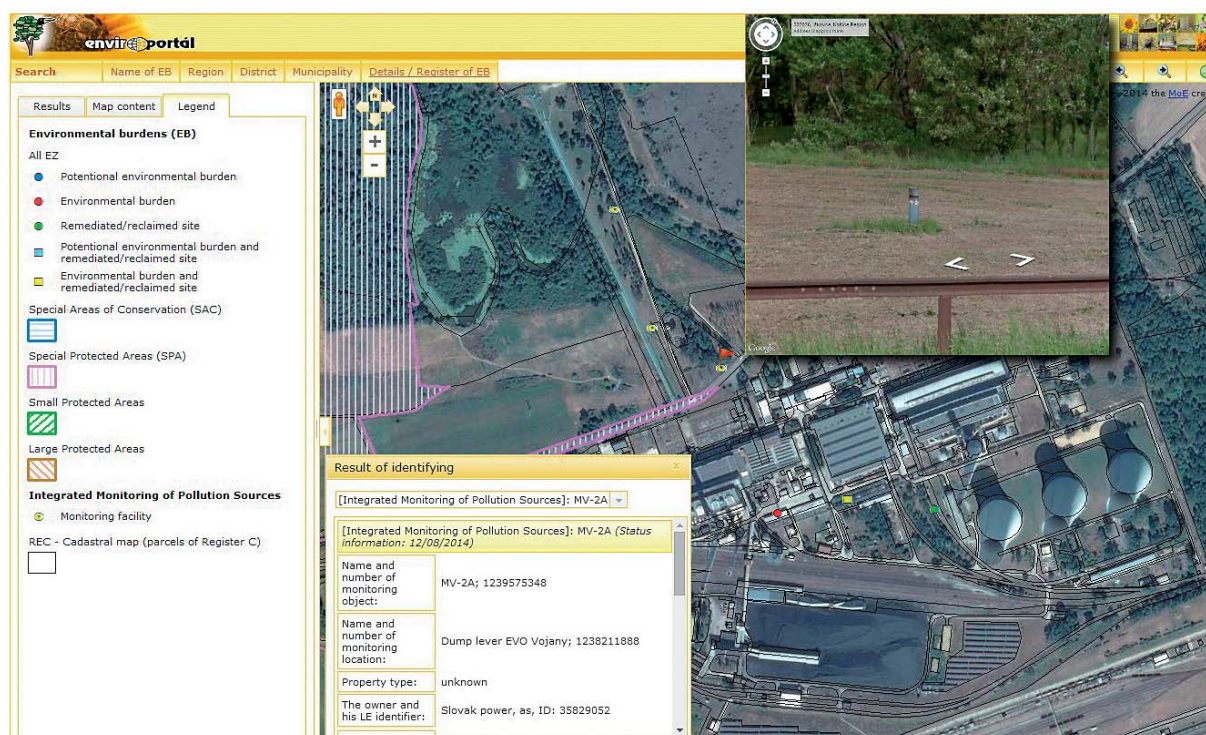 enviroportál
Search
Name of EB
Region
District
Municipality
Details / Register of EB
2014 the MoE cre
Results
Map content
Legend
Environmental burdens (EB)
All EZ
Potentional environmental burden
Environmental burden
Remediated/reclaimed site
Potentional environmental burden and
remediated/reclaimed site
Environmental burden and
remediated/reclaimed site
Special Areas of Conservation (SAC)
Special Protected Areas (SPA)
Small Protected Areas
Large Protected Areas
Integrated Monitoring of Pollution Sources
Monitoring facility
REC - Cadastral map (parcels of Register C)
Google
Result of identifying
x
[Integrated Monitoring of Pollution Sources]: MV-2A
[Integrated Monitoring of Pollution Sources]: MV-2A (Status
information: 12/08/2014)
Name and
number of
monitoring
object:
MV-2A; 1239575348
Name and
number of
monitoring
location:
Dump lever EVO Vojany; 1238211888
Property type:
unknown
The owner and
his LE identifier:
Slovak power, as, ID: 35829052